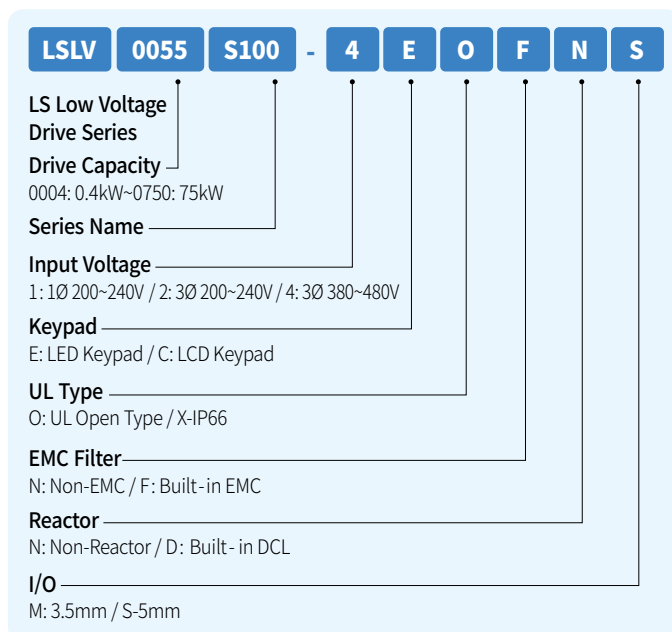 LSLV 0055 S100 - 4 E O F N S
LS Low Voltage
Drive Series
Drive Capacity
0004: 0.4kW~0750: 75kW
Series Name
Input Voltage
1: 1Ø 200~240V / 2: 3Ø 200~240V / 4: 3Ø 380~480V
Keypad
E: LED Keypad / C: LCD Keypad
UL Type
O: UL Open Type / X-IP66
EMC Filter
N: Non-EMC / F: Built-in EMC
Reactor
N: Non-Reactor / D: Built-in DCL
I/O
M: 3.5mm / S-5mm